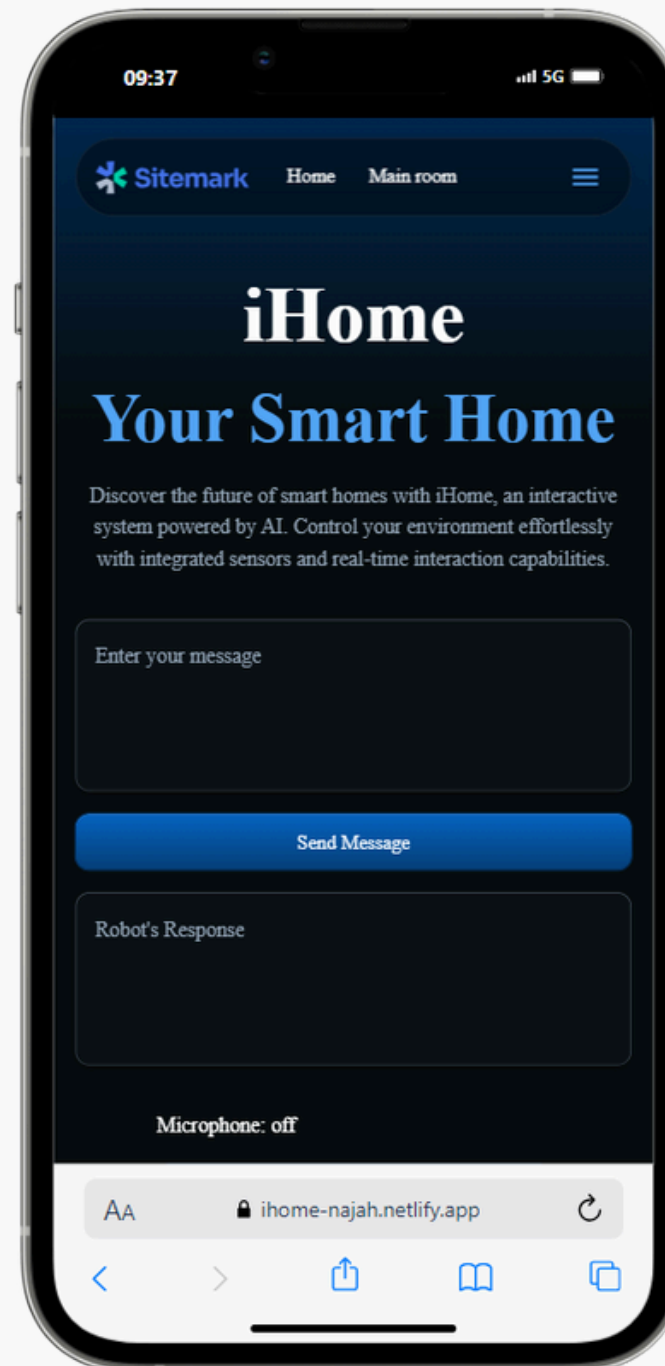 09:37
5G
Sitemark Home Main room
iHome
Your Smart Home
Discover the future of smart homes with iHome, an interactive
system powered by AI. Control your environment effortlessly
with integrated sensors and real-time interaction capabilities.
Enter your message
Send Message
Robot's Response
Microphone: off
AA ihome-najah.netlify.app